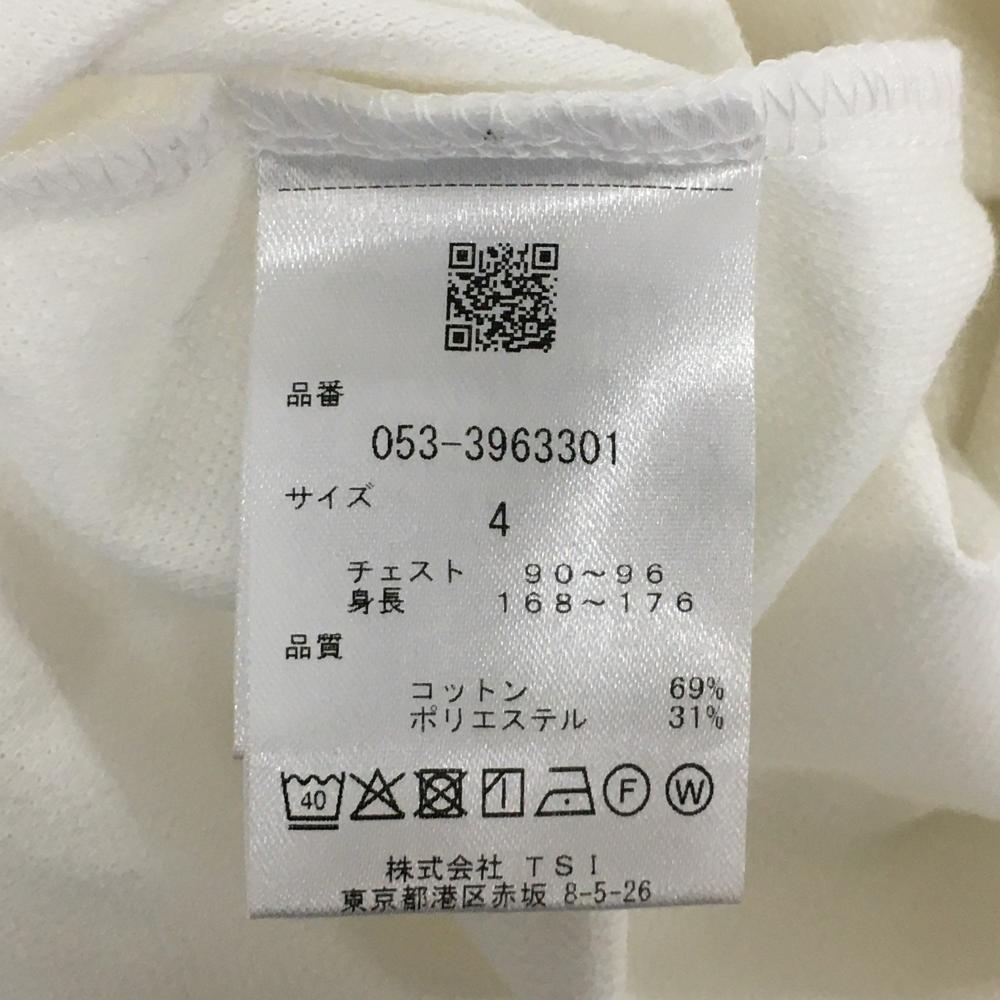 品番
053-3963301
サイズ
4
チェスト ９０～９６
身長 １６８～１７６
品質
コットン 69%
ポリエステル 31%
40 F W
株式会社 ＴＳＩ
東京都港区赤坂 8-5-26